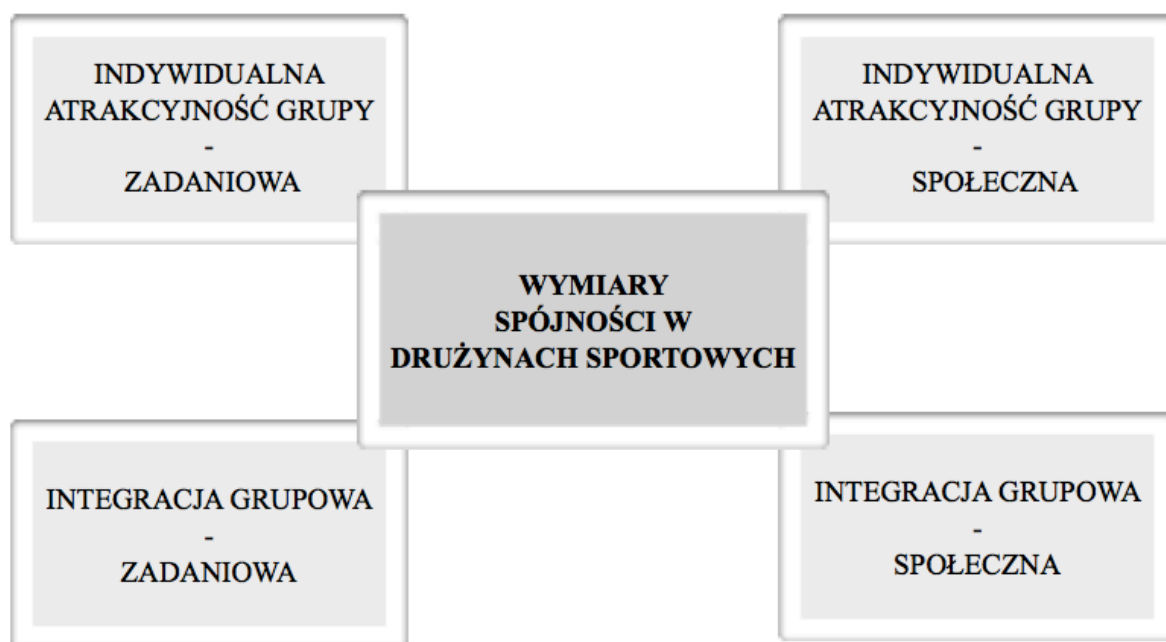 INDYWIDUALNA
ATRAKCYJNOŚĆ GRUPY
-
ZADANIOWA
INDYWIDUALNA
ATRAKCYJNOŚĆ GRUPY
-
SPOŁECZNA
WYMIARY
SPÓJNOŚCI W
DRUŻYNACH SPORTOWYCH
INTEGRACJA GRUPOWA
-
ZADANIOWA
INTEGRACJA GRUPOWA
-
SPOŁECZNA